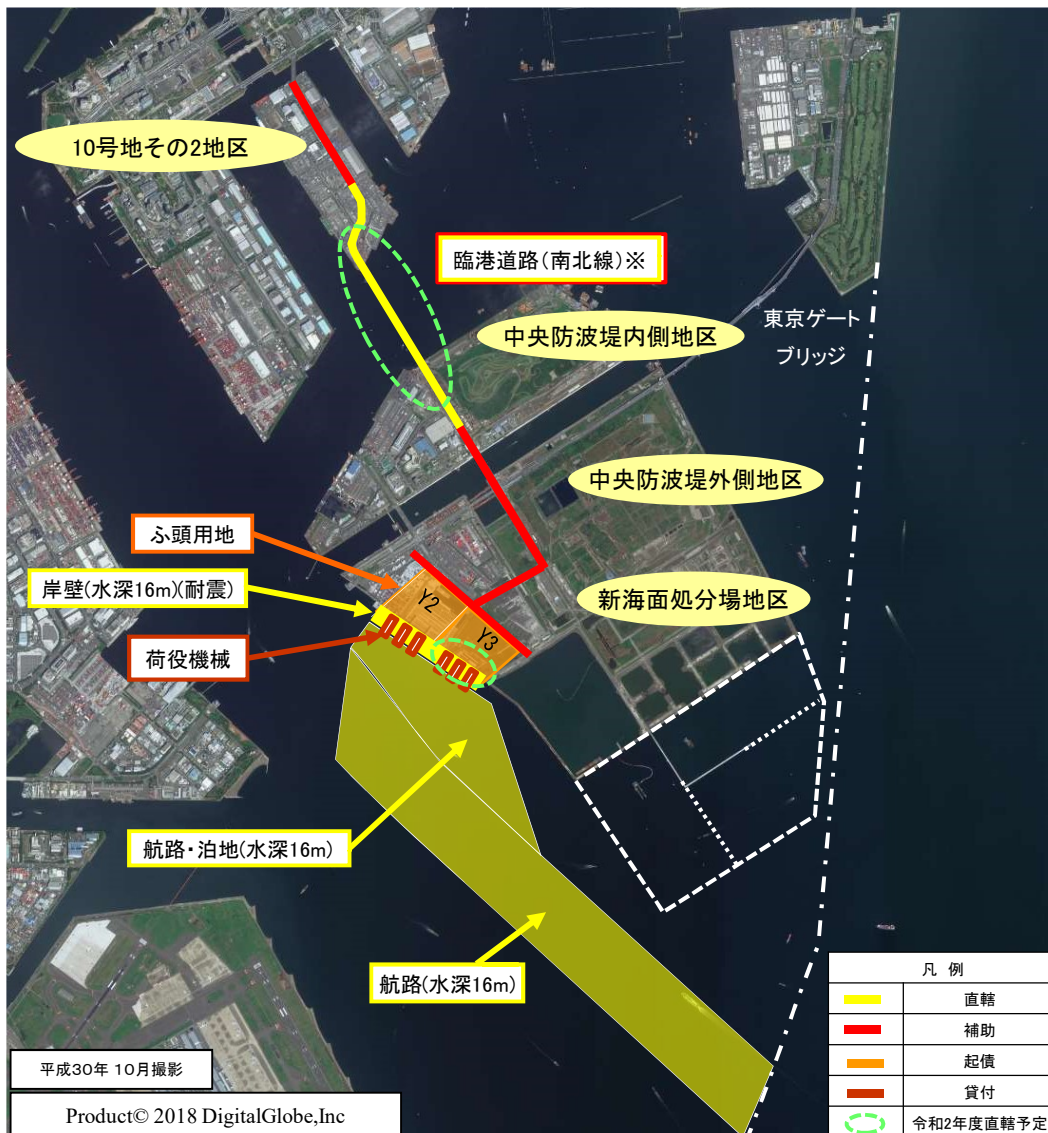 10号地その2地区
臨港道路(南北線)※
中央防波堤内側地区
東京ゲート
ブリッジ
中央防波堤外側地区
ふ頭用地
岸壁(水深16m)(耐震)
新海面処分場地区
荷役機械
Y2
Y3
航路・泊地(水深16m)
航路(水深16m)
凡 例
直轄
補助
起債
貸付
令和2年度直轄予定
平成30年 10月撮影
Product© 2018 DigitalGlobe,Inc